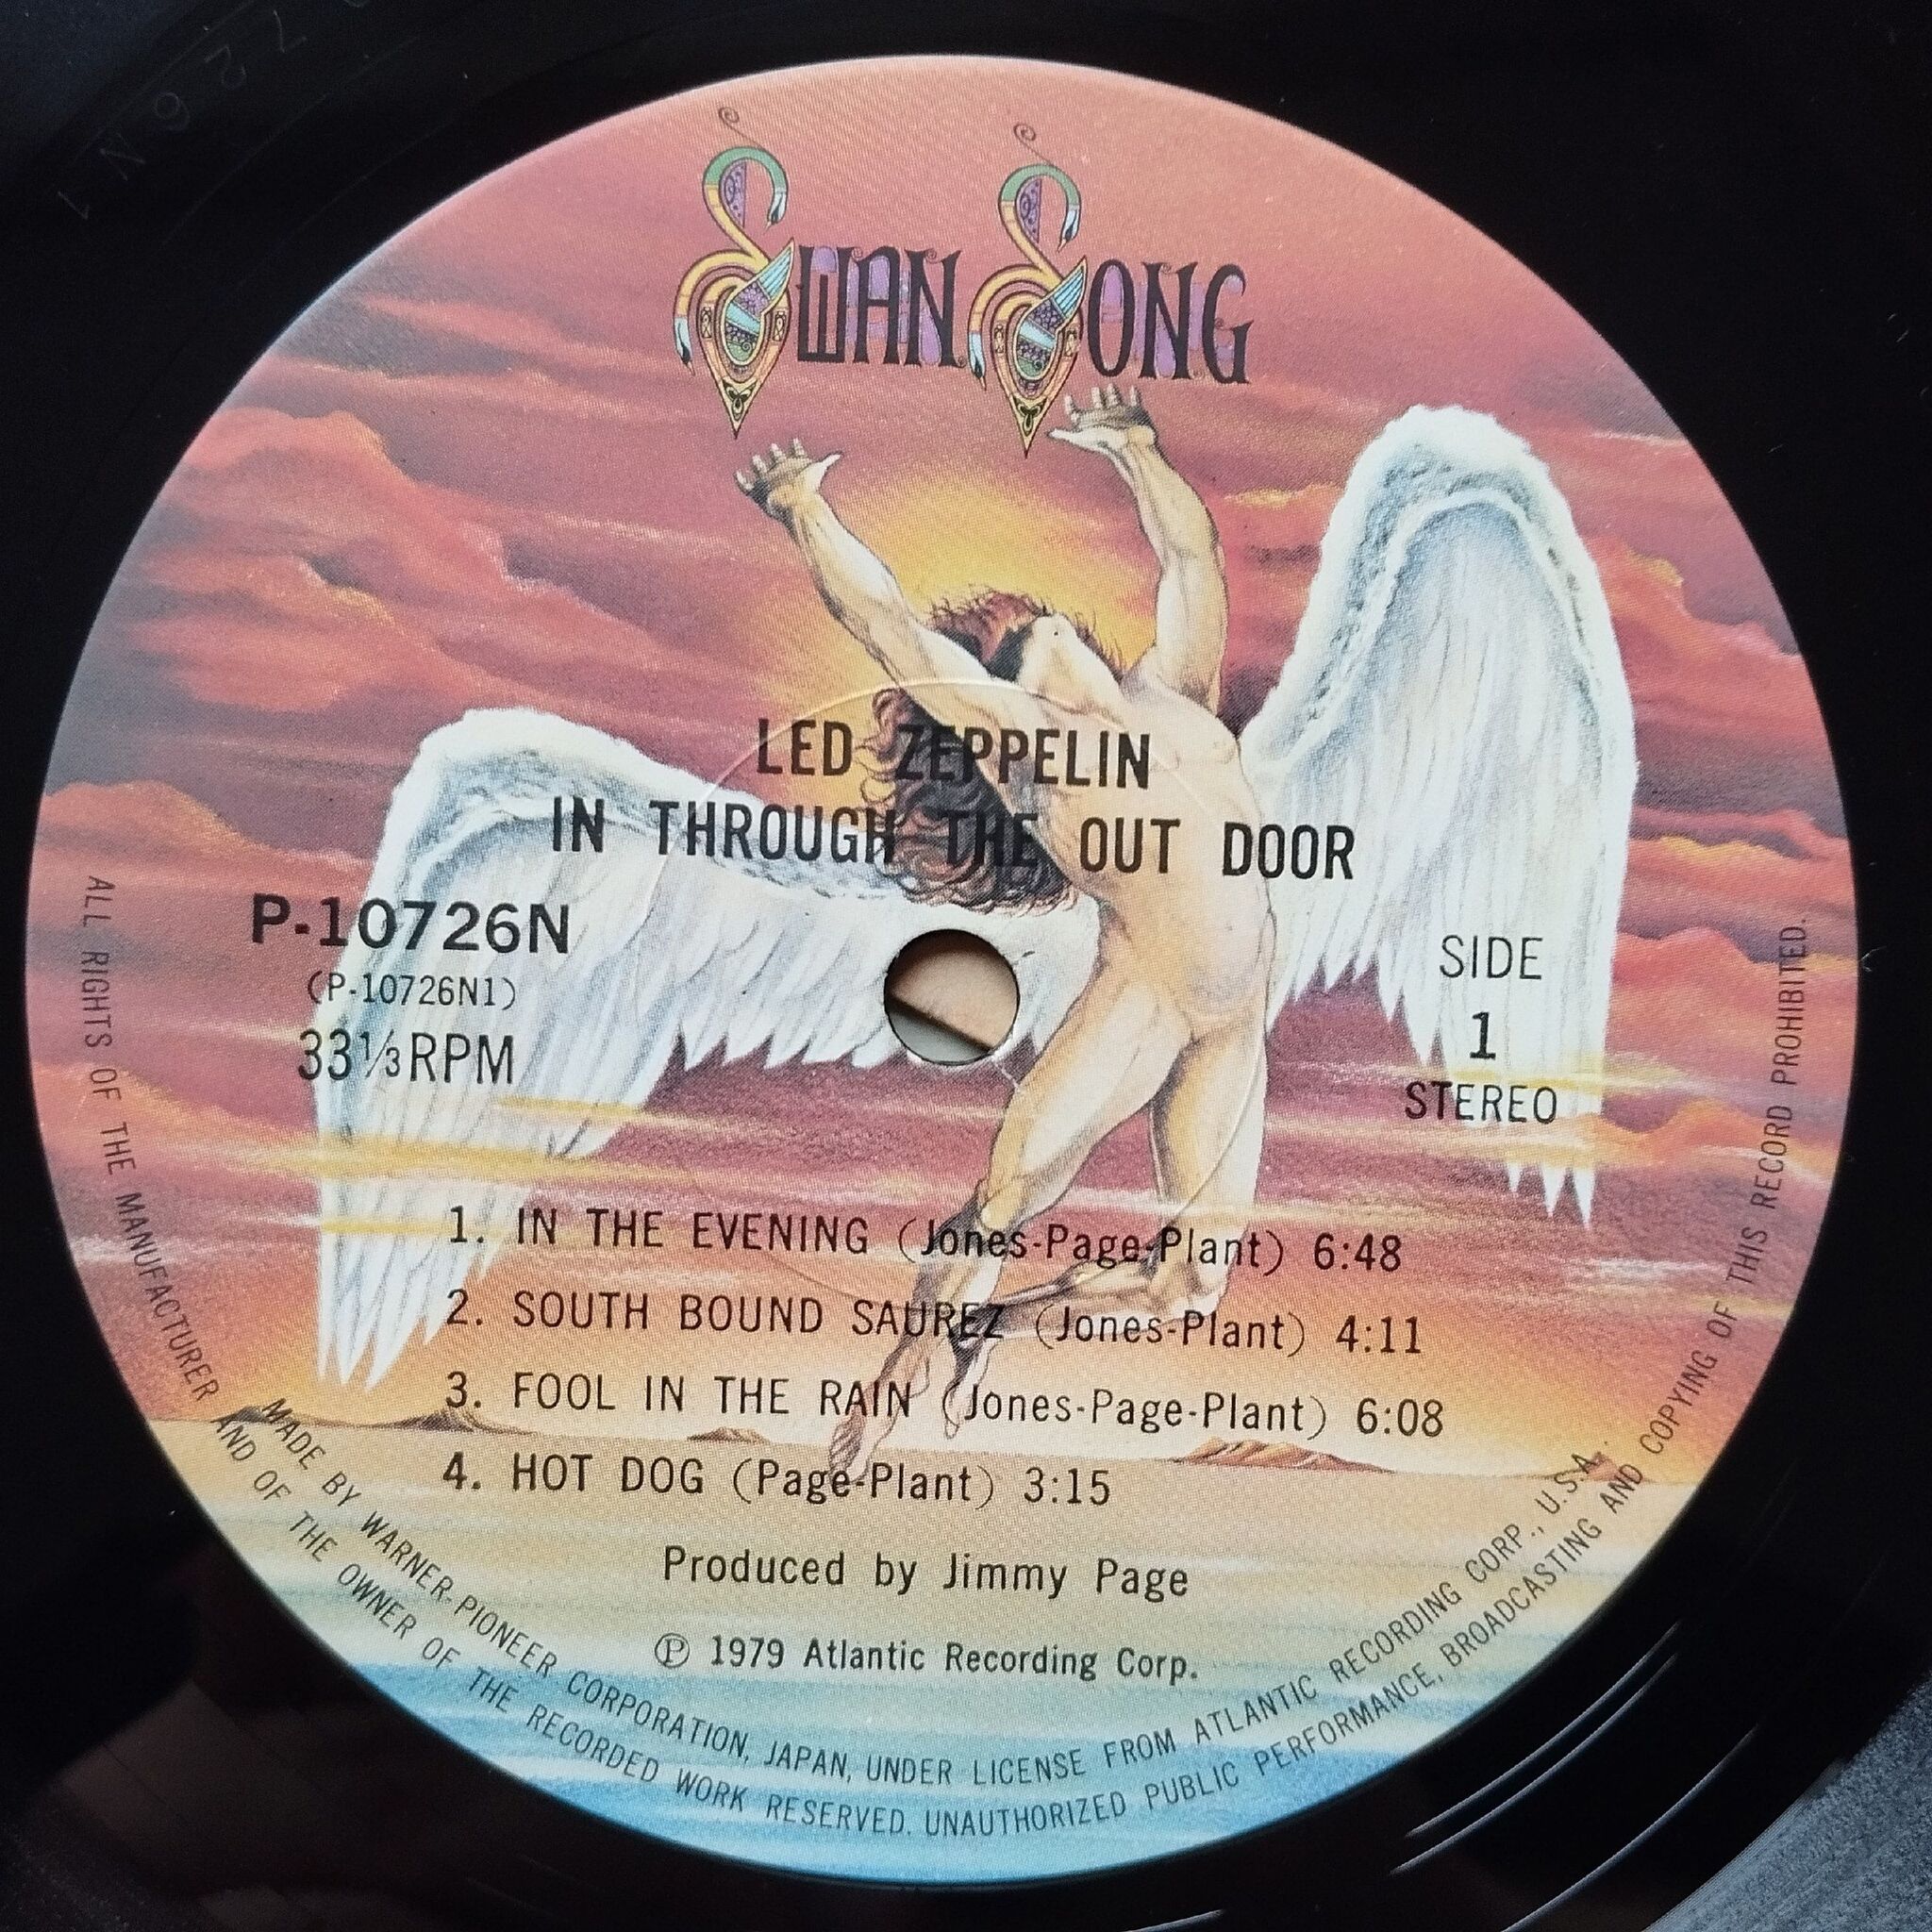 SWAN SONG
LED ZEPPELIN
IN THROUGH THE OUT DOOR
P-10726N
(P-10726N1)
33⅓RPM
SIDE
1
STEREO
1. IN THE EVENING (Jones-Page-Plant) 6:48
2. SOUTH BOUND SAUREZ (Jones-Plant) 4:11
3. FOOL IN THE RAIN (Jones-Page-Plant) 6:08
4. HOT DOG (Page-Plant) 3:15
Produced by Jimmy Page
Ⓟ 1979 Atlantic Recording Corp.
MADE BY WARNER-PIONEER CORPORATION, JAPAN, UNDER LICENSE FROM ATLANTIC RECORDING CORP., U.S.A.
ALL RIGHTS OF THE MANUFACTURER AND OF THE OWNER OF THE RECORDED WORK RESERVED. UNAUTHORIZED PUBLIC PERFORMANCE, BROADCASTING AND COPYING OF THIS RECORD PROHIBITED.